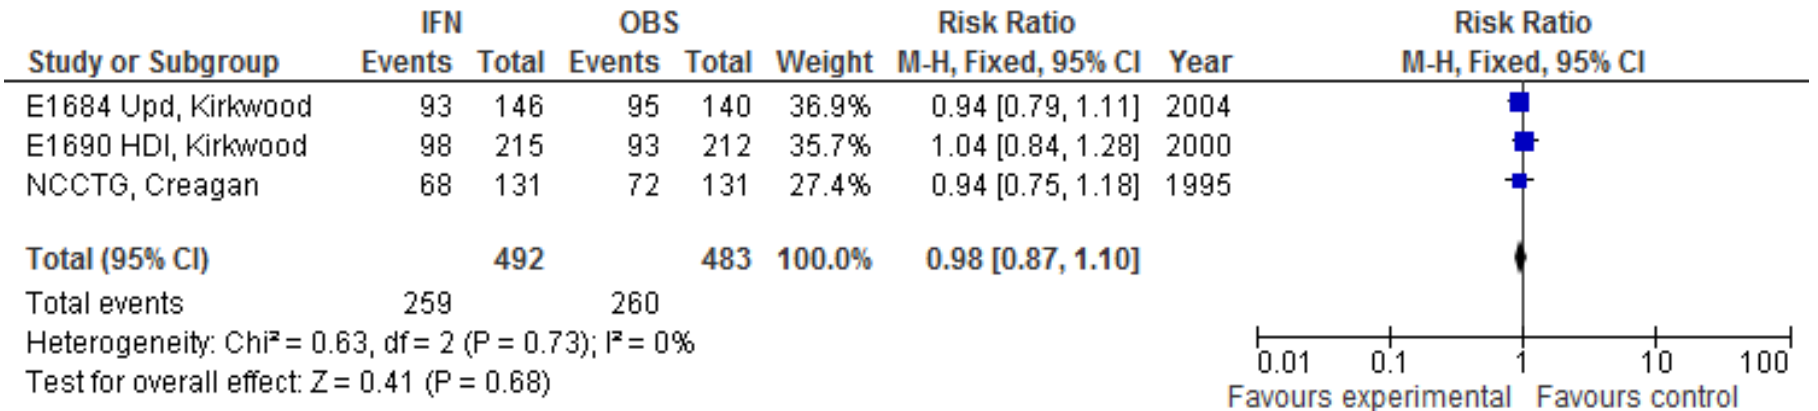 IFN OBS Risk Ratio Risk Ratio
Study or Subgroup Events Total Events Total Weight M-H, Fixed, 95% CI Year M-H, Fixed, 95% CI
E1684 Upd, Kirkwood 93 146 95 140 36.9% 0.94 [0.79, 1.11] 2004
E1690 HDI, Kirkwood 98 215 93 212 35.7% 1.04 [0.84, 1.28] 2000
NCCTG, Creagan 68 131 72 131 27.4% 0.94 [0.75, 1.18] 1995
Total (95% CI) 492 483 100.0% 0.98 [0.87, 1.10]
Total events 259 260
Heterogeneity: Chi² = 0.63, df = 2 (P = 0.73); I² = 0%
Test for overall effect: Z = 0.41 (P = 0.68)
0.01 0.1 1 10 100
Favours experimental Favours control